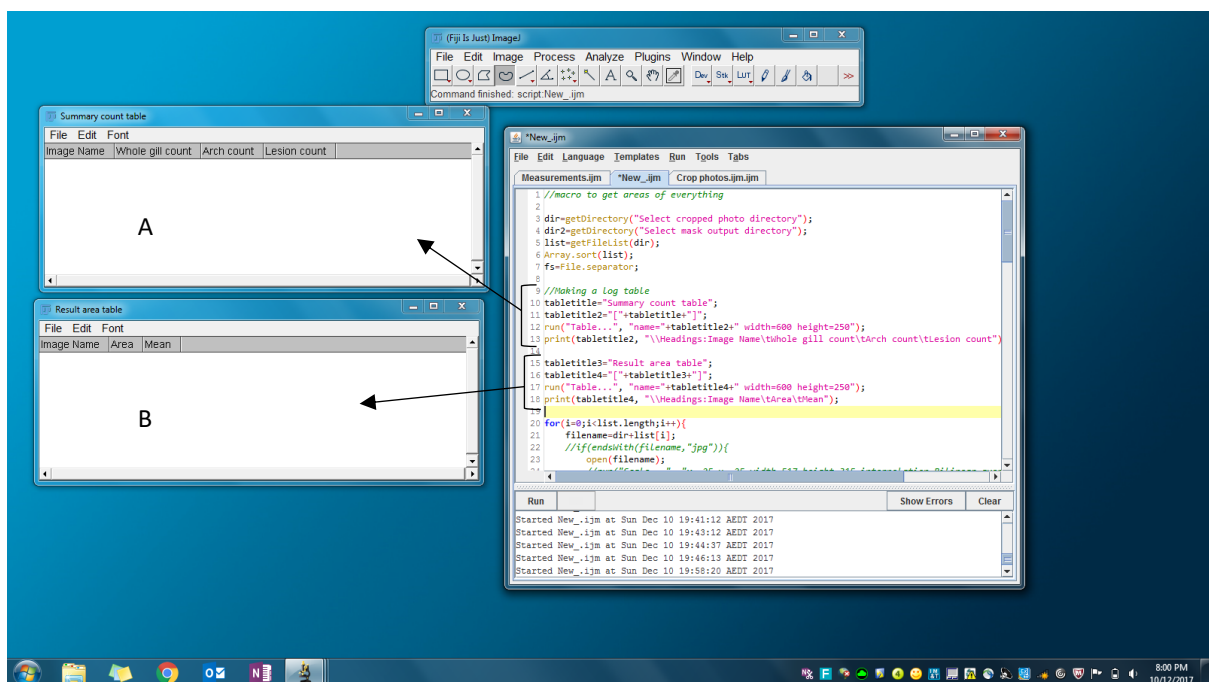 (Fiji Is Just) ImageJ
File Edit Image Process Analyze Plugins Window Help
A Dev Stk LUT >>
Command finished: script:New_.ijm
Summary count table
File Edit Font
Image Name Whole gill count Arch count Lesion count
A
Result area table
File Edit Font
Image Name Area Mean
B
*New_.ijm
File Edit Language Templates Run Tools Tabs
Measurements.ijm *New_.ijm Crop photos.ijm.ijm
1 //macro to get areas of everything
2
3 dir=getDirectory("Select cropped photo directory");
4 dir2=getDirectory("Select mask output directory");
5 list=getFileList(dir);
6 Array.sort(list);
7 fs=File.separator;
8
9 //Making a log table
10 tabletitle="Summary count table";
11 tabletitle2="["+tabletitle+"]";
12 run("Table...", "name="+tabletitle2+" width=600 height=250");
13 print(tabletitle2, "\\Headings:Image Name\tWhole gill count\tArch count\tLesion count")
14
15 tabletitle3="Result area table";
16 tabletitle4="["+tabletitle3+"]";
17 run("Table...", "name="+tabletitle4+" width=600 height=250");
18 print(tabletitle4, "\\Headings:Image Name\tArea\tMean");
19
20 for(i=0;i<list.length;i++){
21 filename=dir+list[i];
22 //if(endsWith(filename,"jpg")){
23 open(filename);
Run Show Errors Clear
Started New_.ijm at Sun Dec 10 19:41:12 AEDT 2017
Started New_.ijm at Sun Dec 10 19:43:12 AEDT 2017
Started New_.ijm at Sun Dec 10 19:44:37 AEDT 2017
Started New_.ijm at Sun Dec 10 19:46:13 AEDT 2017
Started New_.ijm at Sun Dec 10 19:58:20 AEDT 2017
8:00 PM
10/12/2017